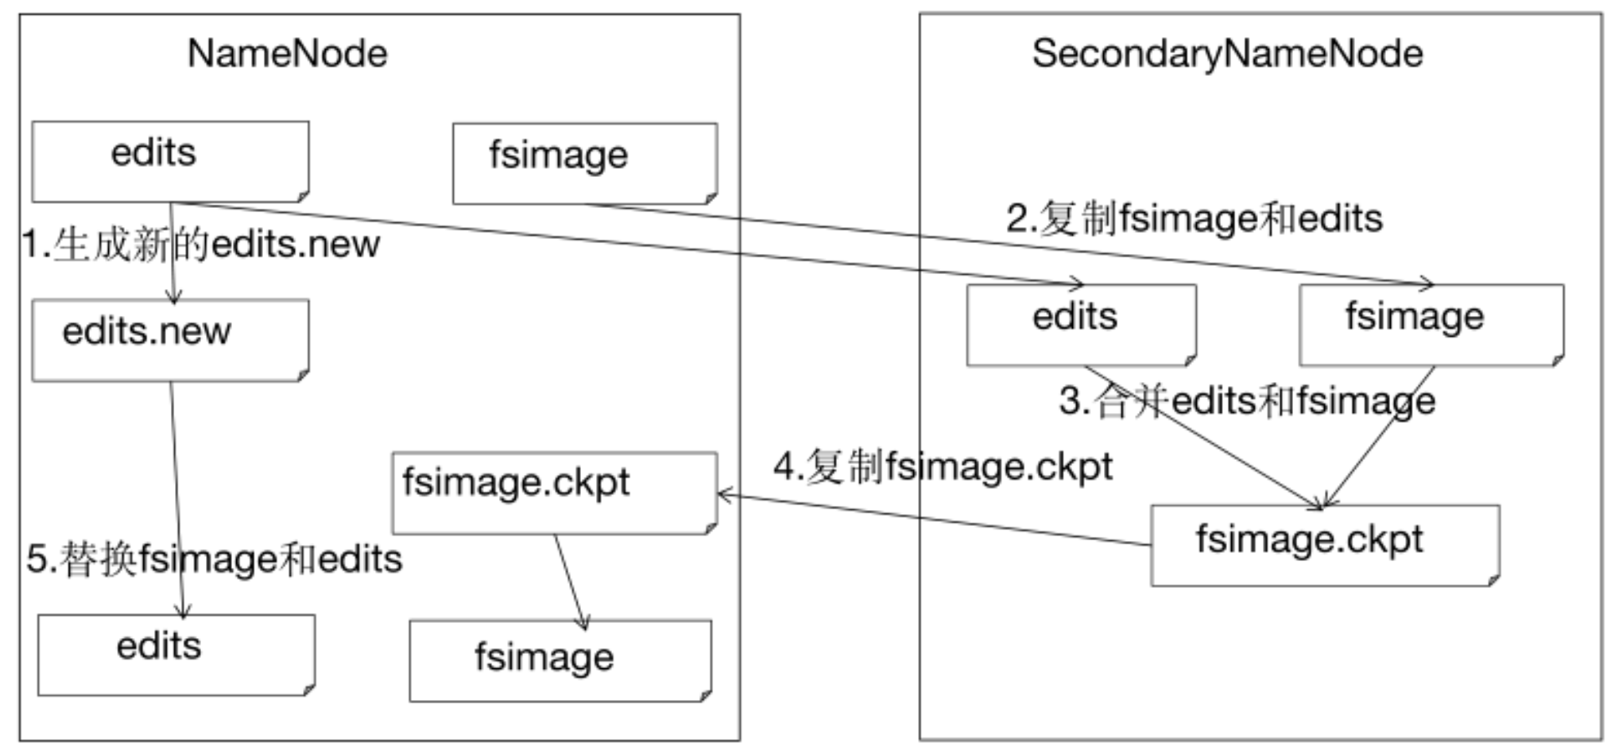 NameNode
edits
fsimage
1.生成新的edits.new
edits.new
fsimage.ckpt
5.替换fsimage和edits
edits
fsimage
SecondaryNameNode
2.复制fsimage和edits
edits
fsimage
3.合并edits和fsimage
4.复制fsimage.ckpt
fsimage.ckpt